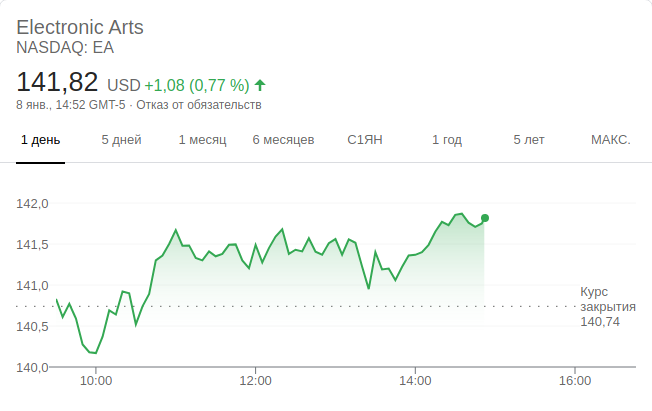 Electronic Arts
NASDAQ: EA
141,82 USD +1,08 (0,77 %)
8 янв., 14:52 GMT-5 · Отказ от обязательств
1 день 5 дней 1 месяц 6 месяцев С1ЯН 1 год 5 лет МАКС.
142,0
141,5
141,0
Курс
закрытия
140,74
140,5
140,0
10:00 12:00 14:00 16:00